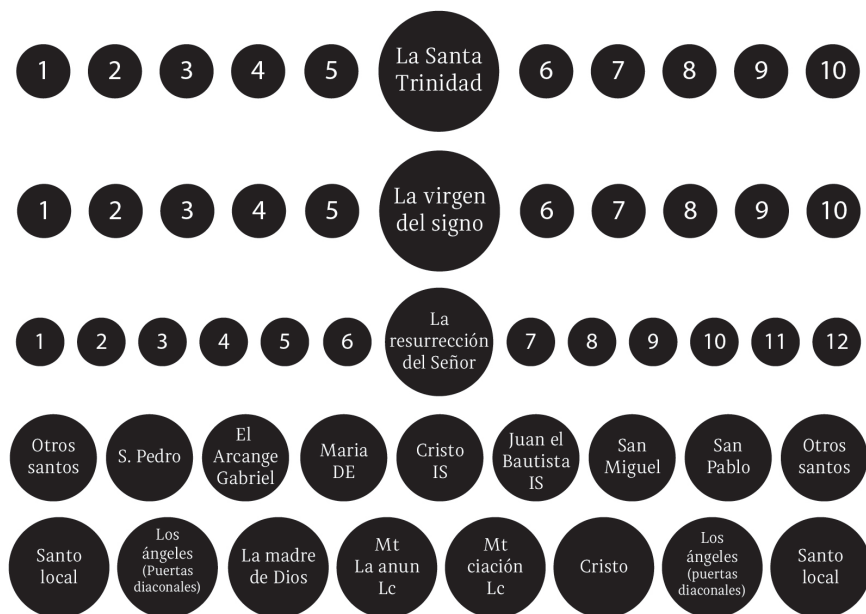 1 2 3 4 5 La Santa Trinidad 6 7 8 9 10
1 2 3 4 5 La virgen del signo 6 7 8 9 10
1 2 3 4 5 6 La resurrección del Señor 7 8 9 10 11 12
Otros santos
S. Pedro
El Arcange Gabriel
Maria DE
Cristo IS
Juan el Bautista IS
San Miguel
San Pablo
Otros santos
Santo local
Los ángeles (Puertas diaconales)
La madre de Dios
Mt La anun Lc
Mt ciación Lc
Cristo
Los ángeles (puertas diaconales)
Santo local